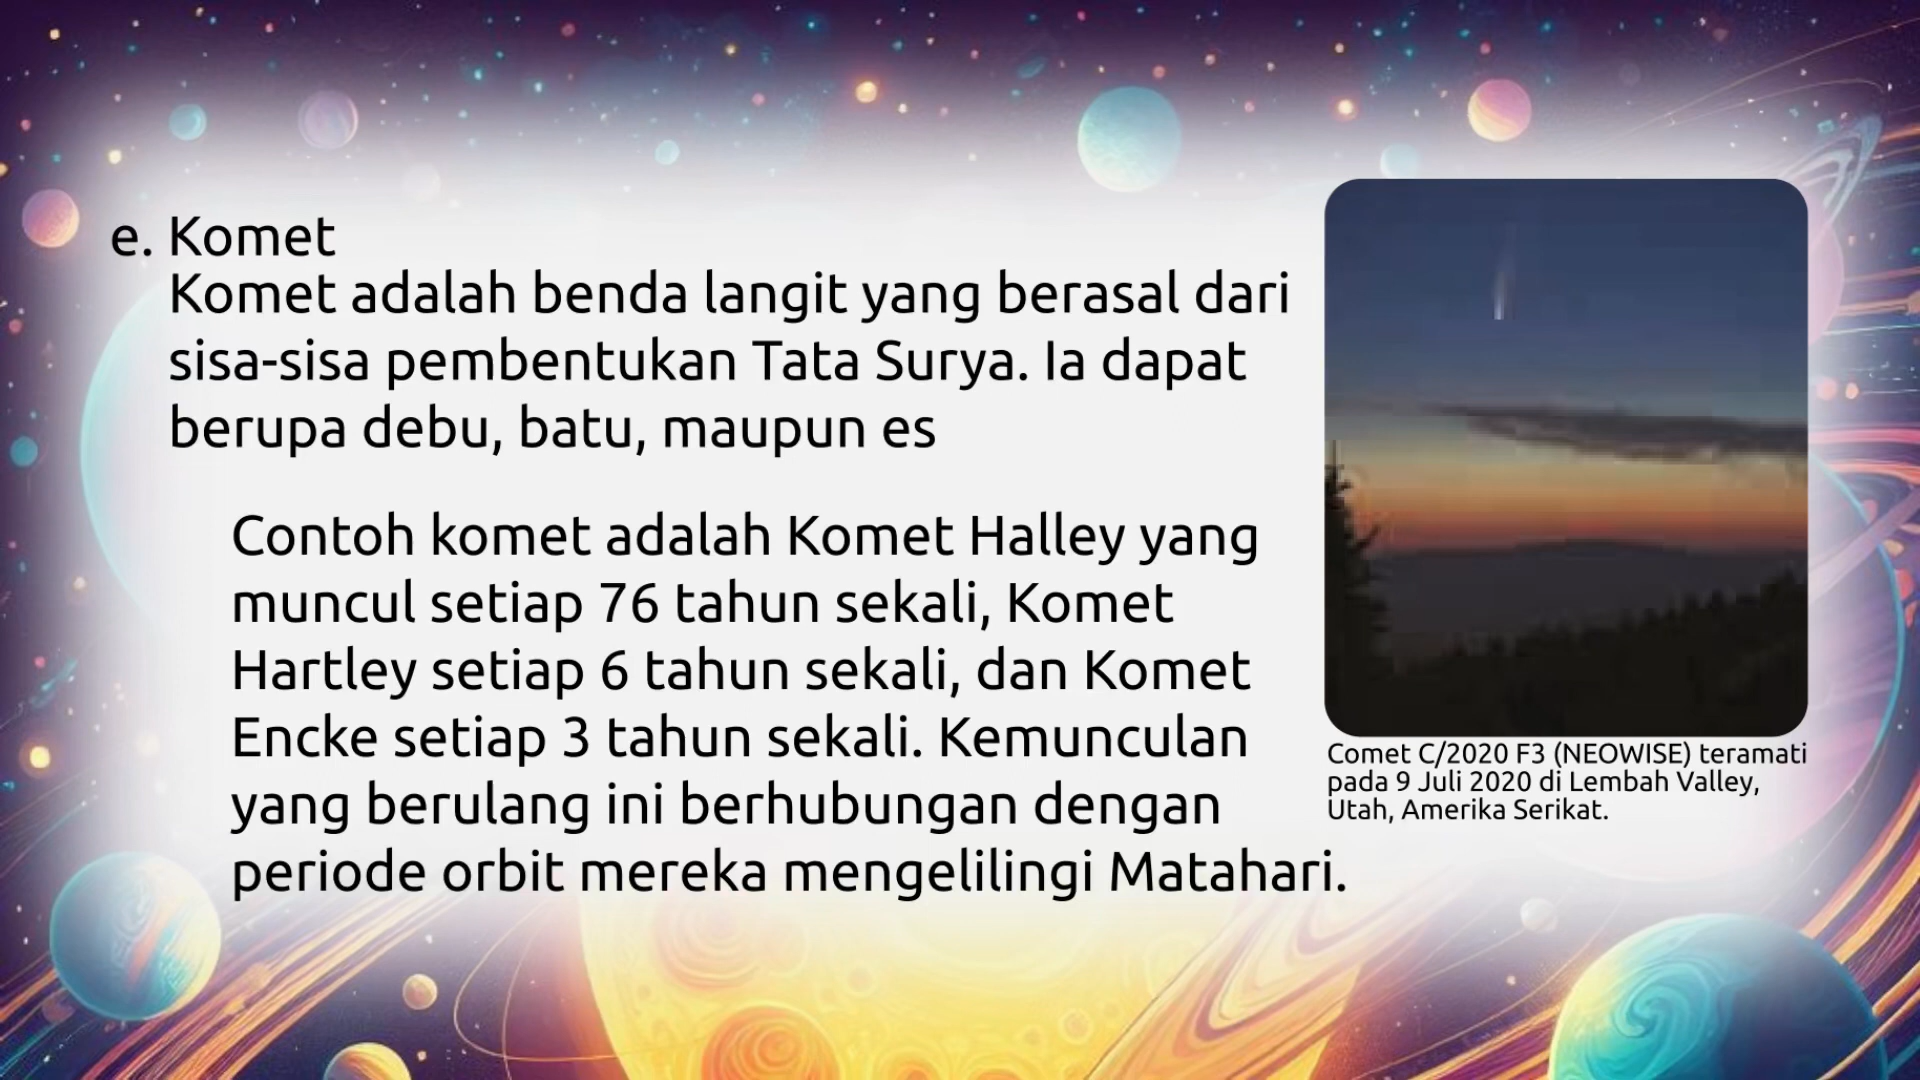 e. Komet
Komet adalah benda langit yang berasal dari
sisa-sisa pembentukan Tata Surya. Ia dapat
berupa debu, batu, maupun es
Contoh komet adalah Komet Halley yang
muncul setiap 76 tahun sekali, Komet
Hartley setiap 6 tahun sekali, dan Komet
Encke setiap 3 tahun sekali. Kemunculan
yang berulang ini berhubungan dengan
periode orbit mereka mengelilingi Matahari.
Comet C/2020 F3 (NEOWISE) teramati
pada 9 Juli 2020 di Lembah Valley,
Utah, Amerika Serikat.